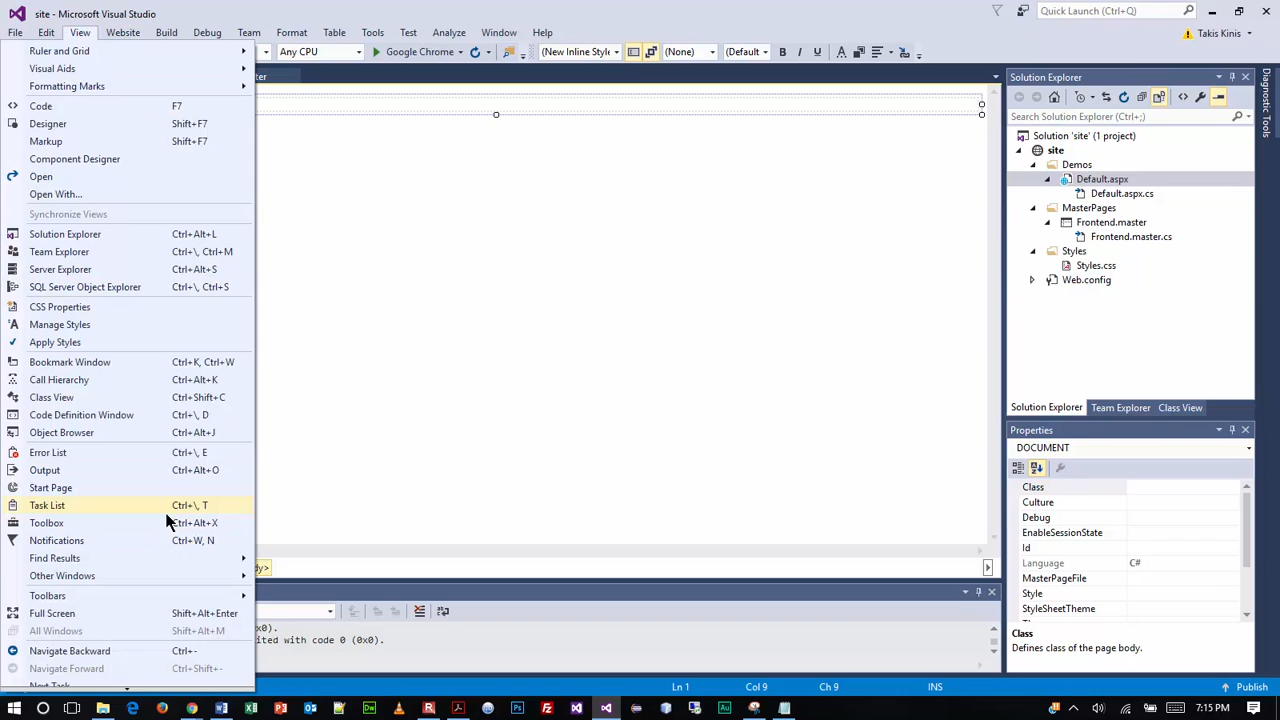 site - Microsoft Visual Studio
Quick Launch (Ctrl+Q)
File Edit View Website Build Debug Team Format Table Tools Test Analyze Window Help
Takis Kinis
Any CPU Google Chrome (New Inline Style (None) (Default B I A
Ruler and Grid
Visual Aids
Formatting Marks
Code F7
Designer Shift+F7
Markup Shift+F7
Component Designer
Open
Open With...
Synchronize Views
Solution Explorer Ctrl+Alt+L
Team Explorer Ctrl+\, Ctrl+M
Server Explorer Ctrl+Alt+S
SQL Server Object Explorer Ctrl+\, Ctrl+S
CSS Properties
Manage Styles
Apply Styles
Bookmark Window Ctrl+K, Ctrl+W
Call Hierarchy Ctrl+Alt+K
Class View Ctrl+Shift+C
Code Definition Window Ctrl+\, D
Object Browser Ctrl+Alt+J
Error List Ctrl+\, E
Output Ctrl+Alt+O
Start Page
Task List Ctrl+\, T
Toolbox Ctrl+Alt+X
Notifications Ctrl+W, N
Find Results
Other Windows
Toolbars
Full Screen Shift+Alt+Enter
All Windows Shift+Alt+M
Navigate Backward Ctrl+-
Navigate Forward Ctrl+Shift+-
Next Task
ter
dy>
x0).
ited with code 0 (0x0).
Solution Explorer
Search Solution Explorer (Ctrl+;)
Solution 'site' (1 project)
site
Demos
Default.aspx
Default.aspx.cs
MasterPages
Frontend.master
Frontend.master.cs
Styles
Styles.css
Web.config
Solution Explorer Team Explorer Class View
Properties
DOCUMENT
Class
Culture
Debug
EnableSessionState
Id
Language C#
MasterPageFile
Style
StyleSheetTheme
Class
Defines class of the page body.
Diagnostic Tools
Ln 1 Col 9 Ch 9 INS Publish
7:15 PM